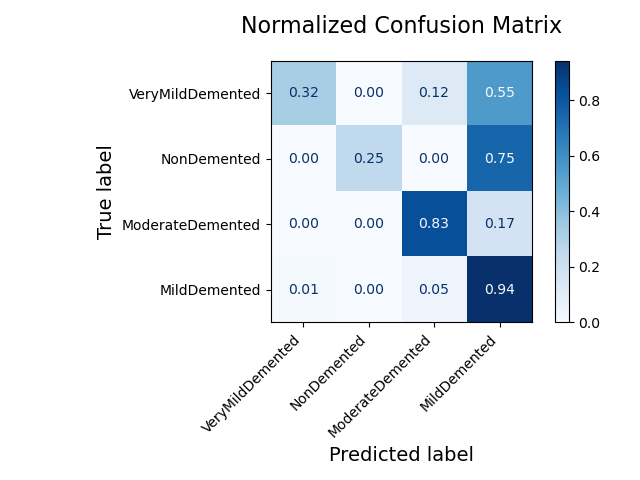 Normalized Confusion Matrix
True label
VeryMildDemented 0.32 0.00 0.12 0.55
NonDemented 0.00 0.25 0.00 0.75
ModerateDemented 0.00 0.00 0.83 0.17
MildDemented 0.01 0.00 0.05 0.94
VeryMildDemented
NonDemented
ModerateDemented
MildDemented
Predicted label
0.8
0.6
0.4
0.2
0.0